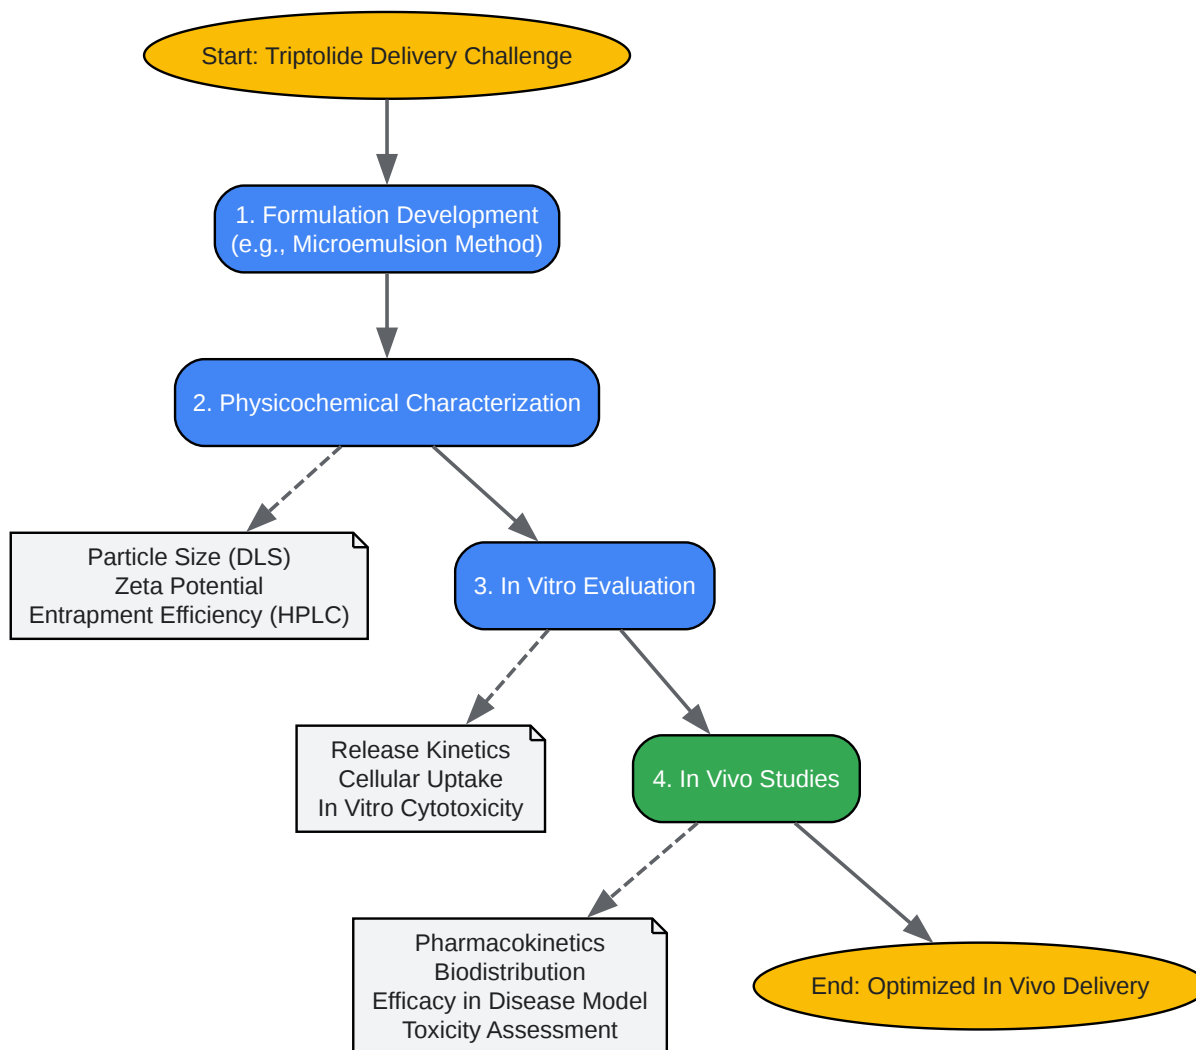 Start: Triptolide Delivery Challenge
1. Formulation Development
(e.g., Microemulsion Method)
2. Physicochemical Characterization
Particle Size (DLS)
Zeta Potential
Entrapment Efficiency (HPLC)
3. In Vitro Evaluation
Release Kinetics
Cellular Uptake
In Vitro Cytotoxicity
4. In Vivo Studies
Pharmacokinetics
Biodistribution
Efficacy in Disease Model
Toxicity Assessment
End: Optimized In Vivo Delivery